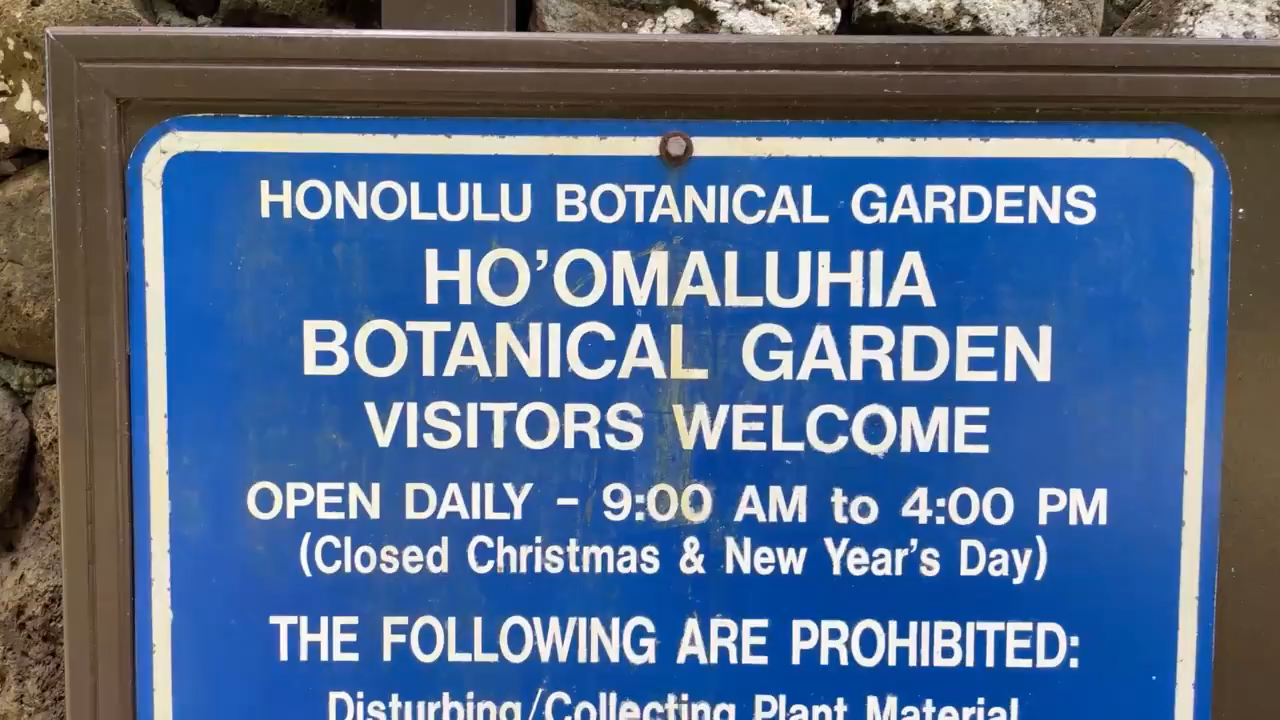 HONOLULU BOTANICAL GARDENS
HO’OMALUHIA
BOTANICAL GARDEN
VISITORS WELCOME
OPEN DAILY – 9:00 AM to 4:00 PM
(Closed Christmas & New Year’s Day)
THE FOLLOWING ARE PROHIBITED:
Disturbing/Collecting Plant Material